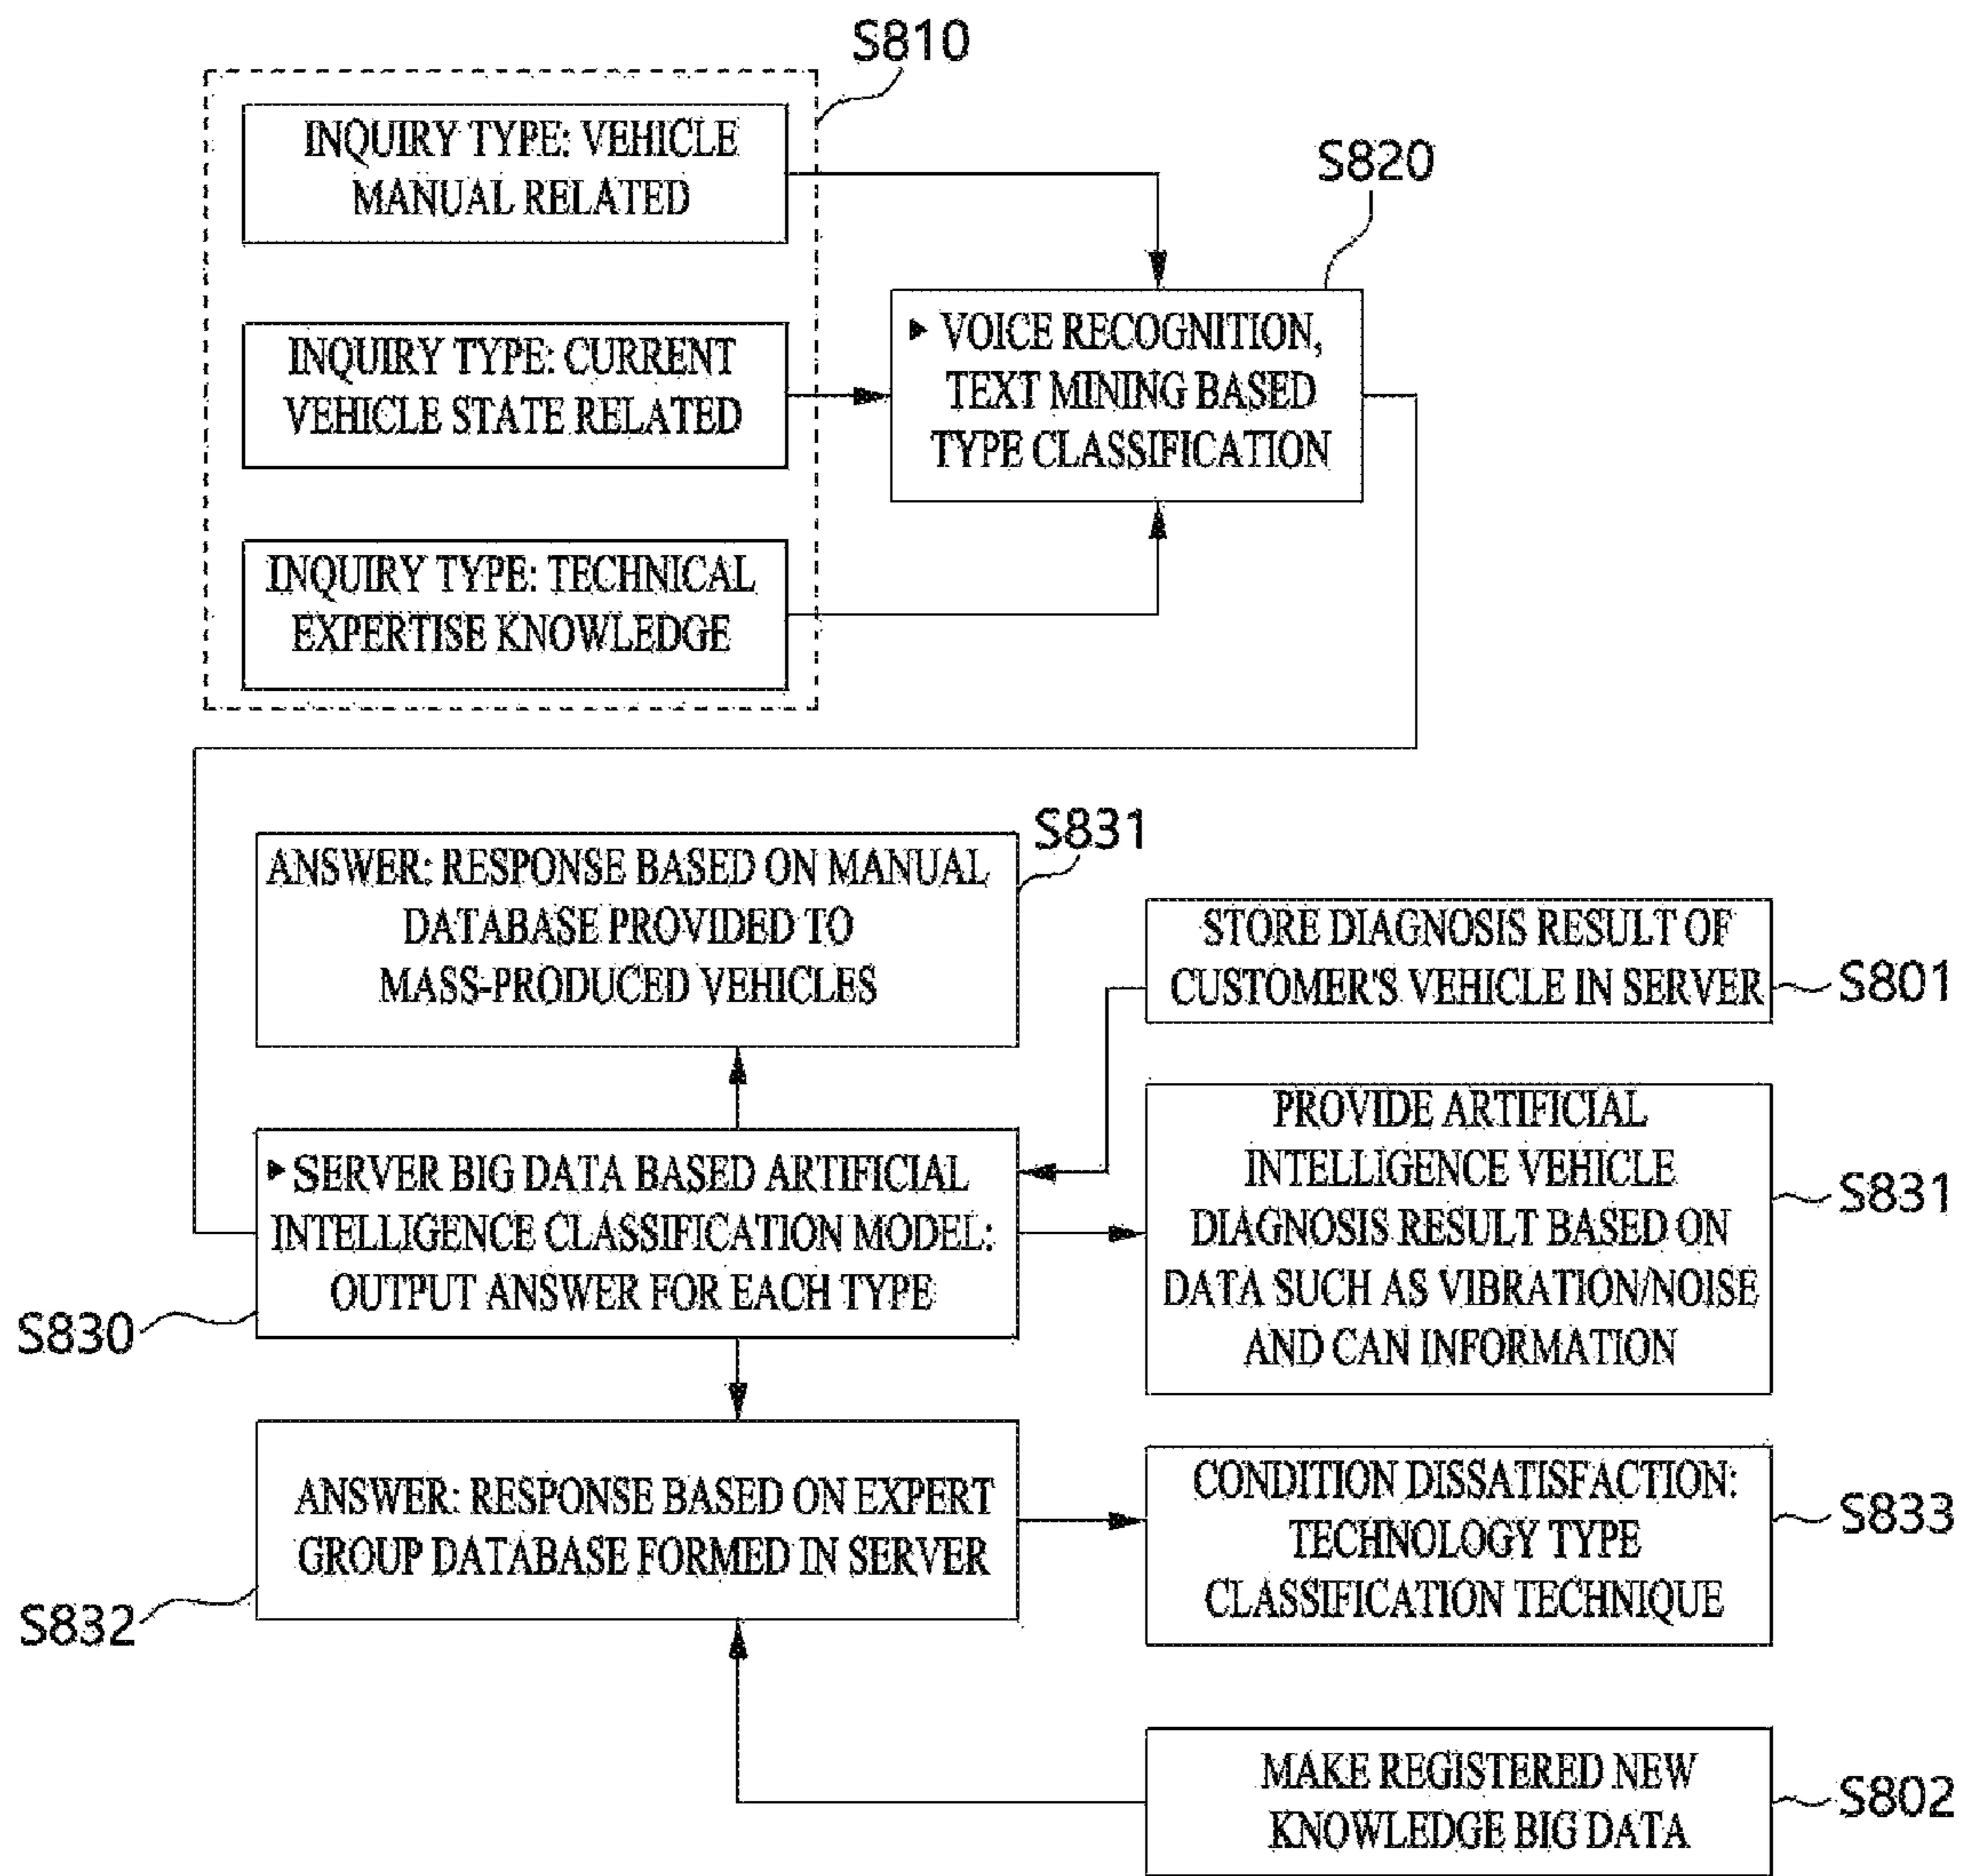 S810
INQUIRY TYPE: VEHICLE
MANUAL RELATED
S820
INQUIRY TYPE: CURRENT
VEHICLE STATE RELATED
▶ VOICE RECOGNITION,
TEXT MINING BASED
TYPE CLASSIFICATION
INQUIRY TYPE: TECHNICAL
EXPERTISE KNOWLEDGE
S831
ANSWER: RESPONSE BASED ON MANUAL
DATABASE PROVIDED TO
MASS-PRODUCED VEHICLES
STORE DIAGNOSIS RESULT OF
CUSTOMER'S VEHICLE IN SERVER
S801
PROVIDE ARTIFICIAL
INTELLIGENCE VEHICLE
DIAGNOSIS RESULT BASED ON
DATA SUCH AS VIBRATION/NOISE
AND CAN INFORMATION
S831
▶ SERVER BIG DATA BASED ARTIFICIAL
INTELLIGENCE CLASSIFICATION MODEL:
OUTPUT ANSWER FOR EACH TYPE
S830
ANSWER: RESPONSE BASED ON EXPERT
GROUP DATABASE FORMED IN SERVER
S832
CONDITION DISSATISFACTION:
TECHNOLOGY TYPE
CLASSIFICATION TECHNIQUE
S833
MAKE REGISTERED NEW
KNOWLEDGE BIG DATA
S802